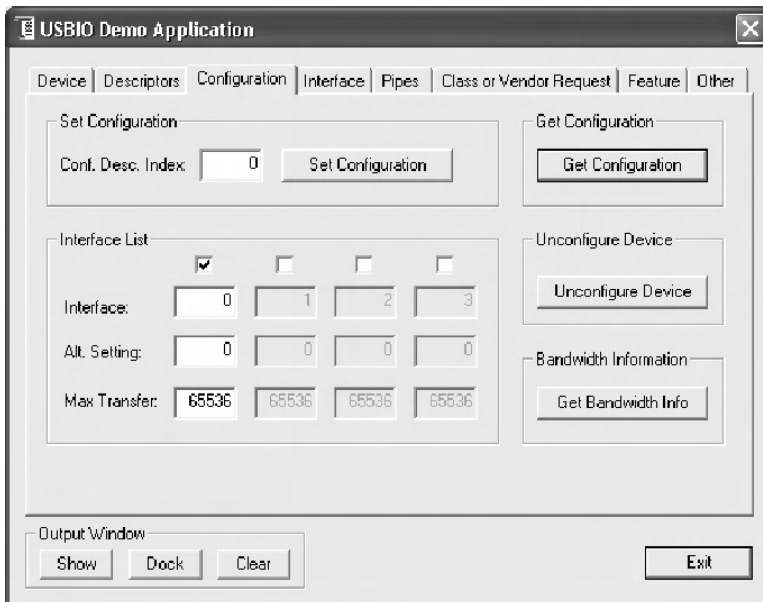 USBIO Demo Application
Device Descriptors Configuration Interface Pipes Class or Vendor Request Feature Other
Set Configuration
Conf. Desc. Index: 0 Set Configuration
Get Configuration
Get Configuration
Interface List
Interface: 0 1 2 3
Alt. Setting: 0 0 0 0
Max Transfer: 65536 65536 65536 65536
Unconfigure Device
Unconfigure Device
Bandwidth Information
Get Bandwidth Info
Output Window
Show Dock Clear
Exit